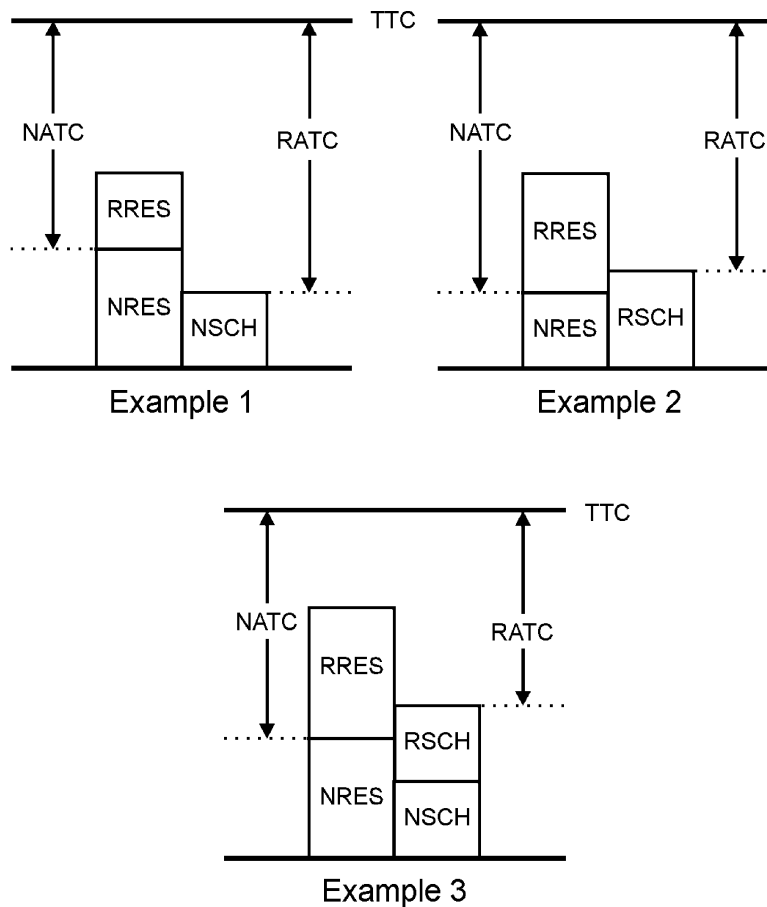 TTC
NATC
RATC
RRES
NRES
NSCH
Example 1
NATC
RATC
RRES
NRES
RSCH
Example 2
TTC
NATC
RATC
RRES
RSCH
NRES
NSCH
Example 3